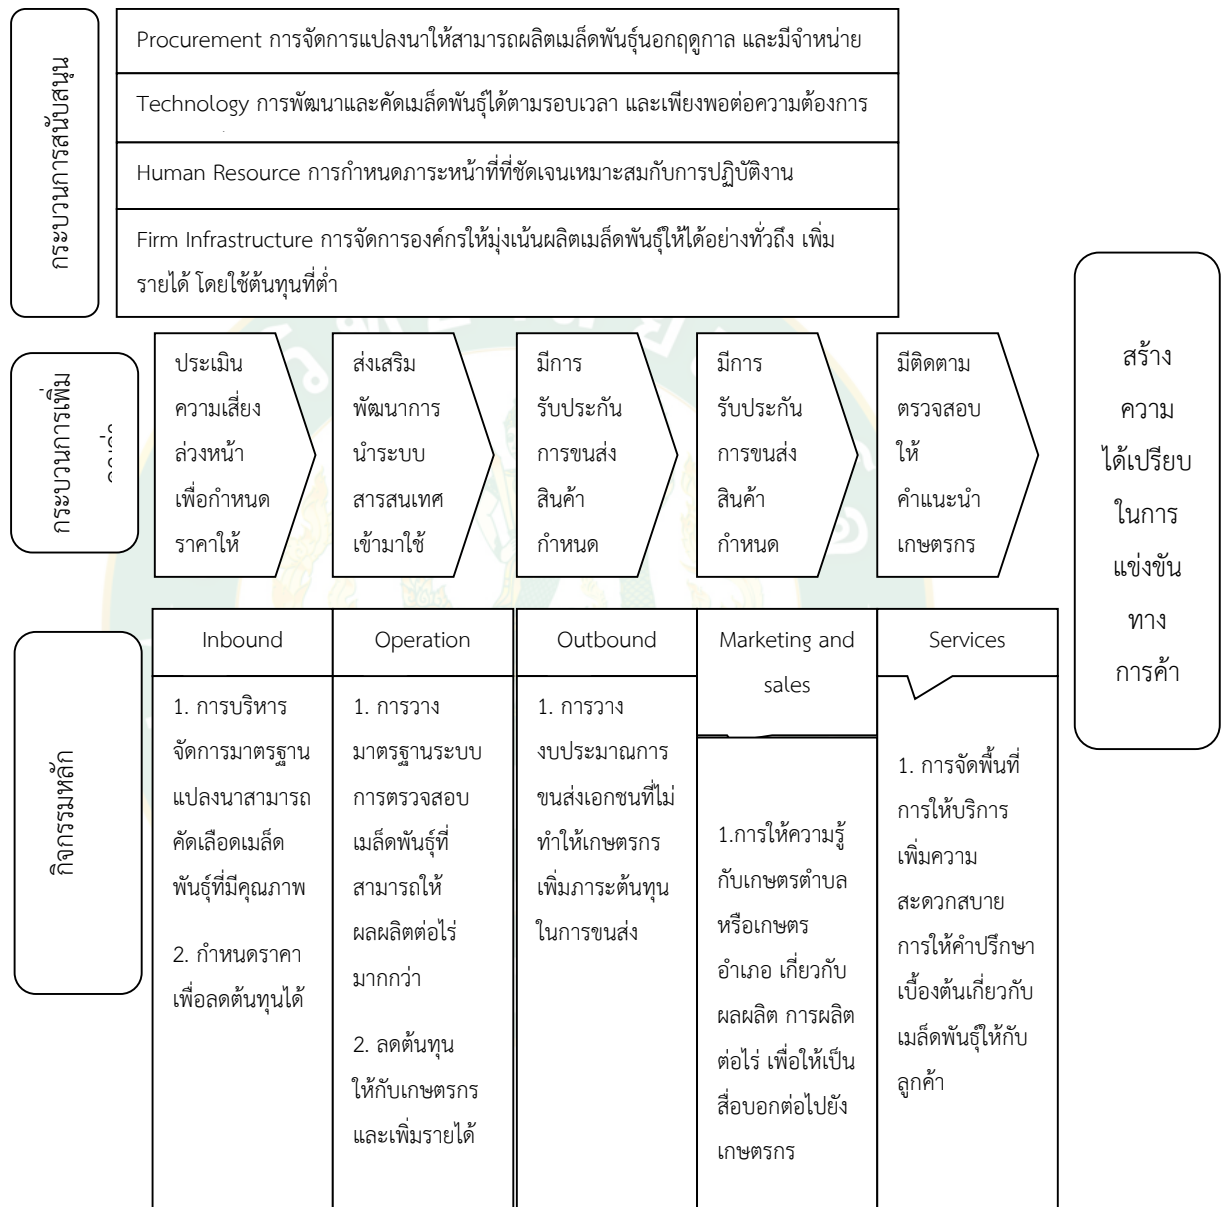 กระบวนการสนับสนุน
Procurement การจัดการแปลงนาให้สามารถผลิตเมล็ดพันธุ์นอกฤดูกาล และมีจำหน่าย
Technology การพัฒนาและคัดเมล็ดพันธุ์ได้ตามรอบเวลา และเพียงพอต่อความต้องการ
Human Resource การกำหนดภาระหน้าที่ที่ชัดเจนเหมาะสมกับการปฏิบัติงาน
Firm Infrastructure การจัดการองค์กรให้มุ่งเน้นผลิตเมล็ดพันธุ์ให้ได้อย่างทั่วถึง เพิ่ม
รายได้ โดยใช้ต้นทุนที่ต่ำ
กระบวนการเพิ่ม
ประเมิน
ความเสี่ยง
ล่วงหน้า
เพื่อกำหนด
ราคาให้
ส่งเสริม
พัฒนาการ
นำระบบ
สารสนเทศ
เข้ามาใช้
มีการ
รับประกัน
การขนส่ง
สินค้า
กำหนด
มีการ
รับประกัน
การขนส่ง
สินค้า
กำหนด
มีติดตาม
ตรวจสอบ
ให้
คำแนะนำ
เกษตรกร
กิจกรรมหลัก
Inbound
1. การบริหาร
จัดการมาตรฐาน
แปลงนาสามารถ
คัดเลือดเมล็ด
พันธุ์ที่มีคุณภาพ
2. กำหนดราคา
เพื่อลดต้นทุนได้
Operation
1. การวาง
มาตรฐานระบบ
การตรวจสอบ
เมล็ดพันธุ์ที่
สามารถให้
ผลผลิตต่อไร่
มากกว่า
2. ลดต้นทุน
ให้กับเกษตรกร
และเพิ่มรายได้
Outbound
1. การวาง
งบประมาณการ
ขนส่งเอกชนที่ไม่
ทำให้เกษตรกร
เพิ่มภาระต้นทุน
ในการขนส่ง
Marketing and
sales
1.การให้ความรู้
กับเกษตรตำบล
หรือเกษตร
อำเภอ เกี่ยวกับ
ผลผลิต การผลิต
ต่อไร่ เพื่อให้เป็น
สื่อบอกต่อไปยัง
เกษตรกร
Services
1. การจัดพื้นที่
การให้บริการ
เพิ่มความ
สะดวกสบาย
การให้คำปรึกษา
เบื้องต้นเกี่ยวกับ
เมล็ดพันธุ์ให้กับ
ลูกค้า
สร้าง
ความ
ได้เปรียบ
ในการ
แข่งขัน
ทาง
การค้า